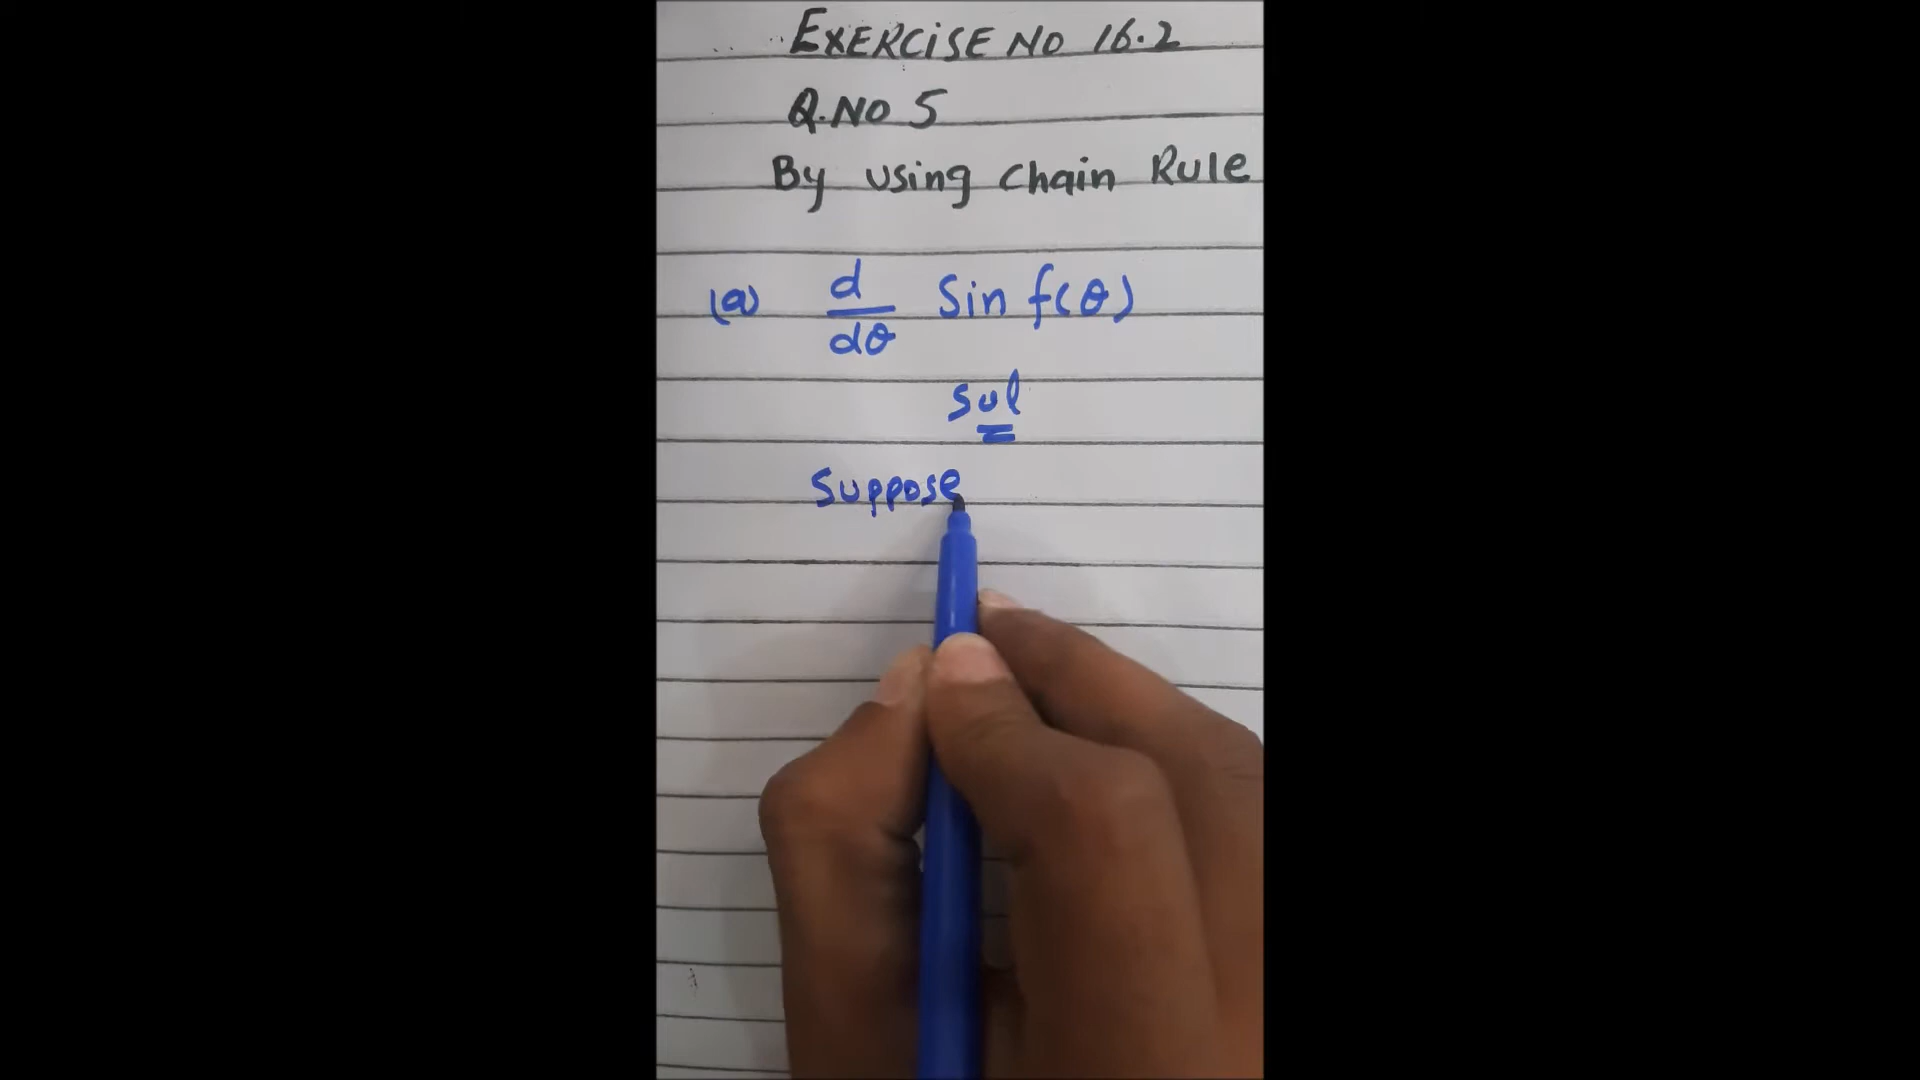 EXERCISE NO 16.2
Q.NO 5
By using chain Rule
(a) d/dθ Sin f(θ)
Sol
Suppose